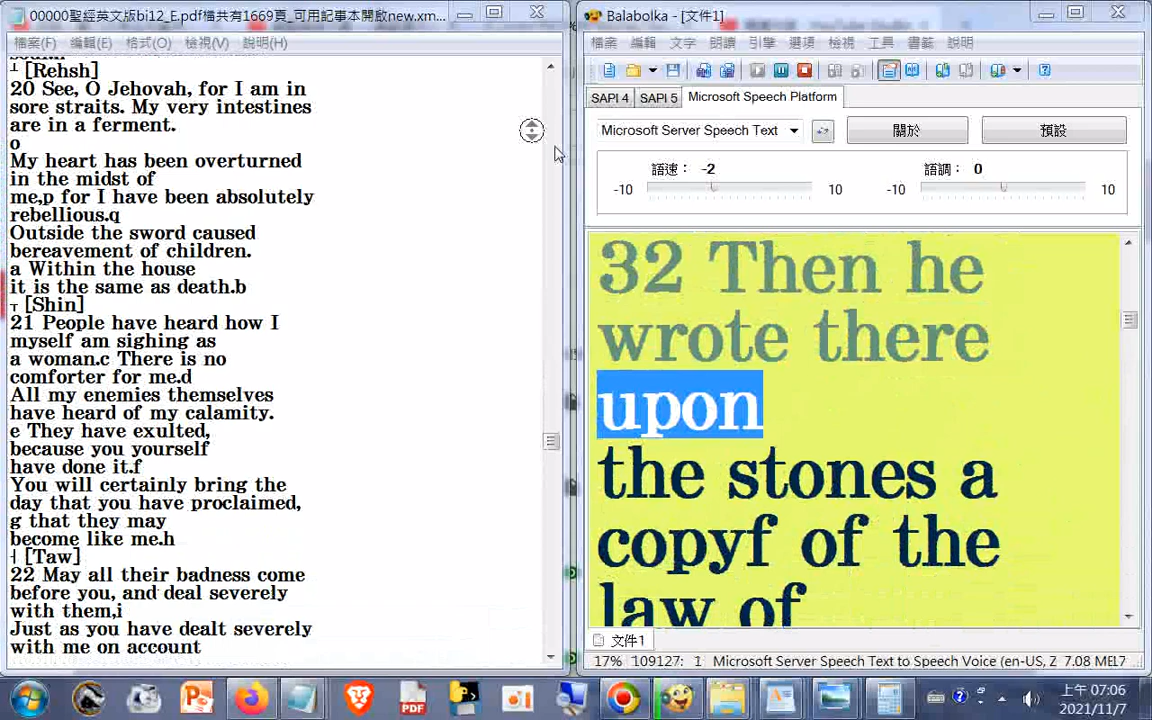 00000聖經英文版bi12_E.pdf檔共有1669頁_可用記事本開啟new.xm...
檔案(F) 編輯(E) 格式(O) 檢視(V) 說明(H)
[Rehsh]
20 See, O Jehovah, for I am in
sore straits. My very intestines
are in a ferment.
o
My heart has been overturned
in the midst of
me,p for I have been absolutely
rebellious.q
Outside the sword caused
bereavement of children.
a Within the house
it is the same as death.b
[Shin]
21 People have heard how I
myself am sighing as
a woman.c There is no
comforter for me.d
All my enemies themselves
have heard of my calamity.
e They have exulted,
because you yourself
have done it.f
You will certainly bring the
day that you have proclaimed,
g that they may
become like me.h
[Taw]
22 May all their badness come
before you, and deal severely
with them,i
Just as you have dealt severely
with me on account
Balabolka - [文件1]
檔案 編輯 文字 朗讀 引擎 選項 檢視 工具 書籤 說明
SAPI 4 SAPI 5 Microsoft Speech Platform
Microsoft Server Speech Text 關於 預設
語速: -2 語調: 0
-10 10 -10 10
32 Then he
wrote there
upon
the stones a
copyf of the
law of
文件1
17% 109127: 1 Microsoft Server Speech Text to Speech Voice (en-US, Z 7.08 MB
PDF
上午 07:06
2021/11/7